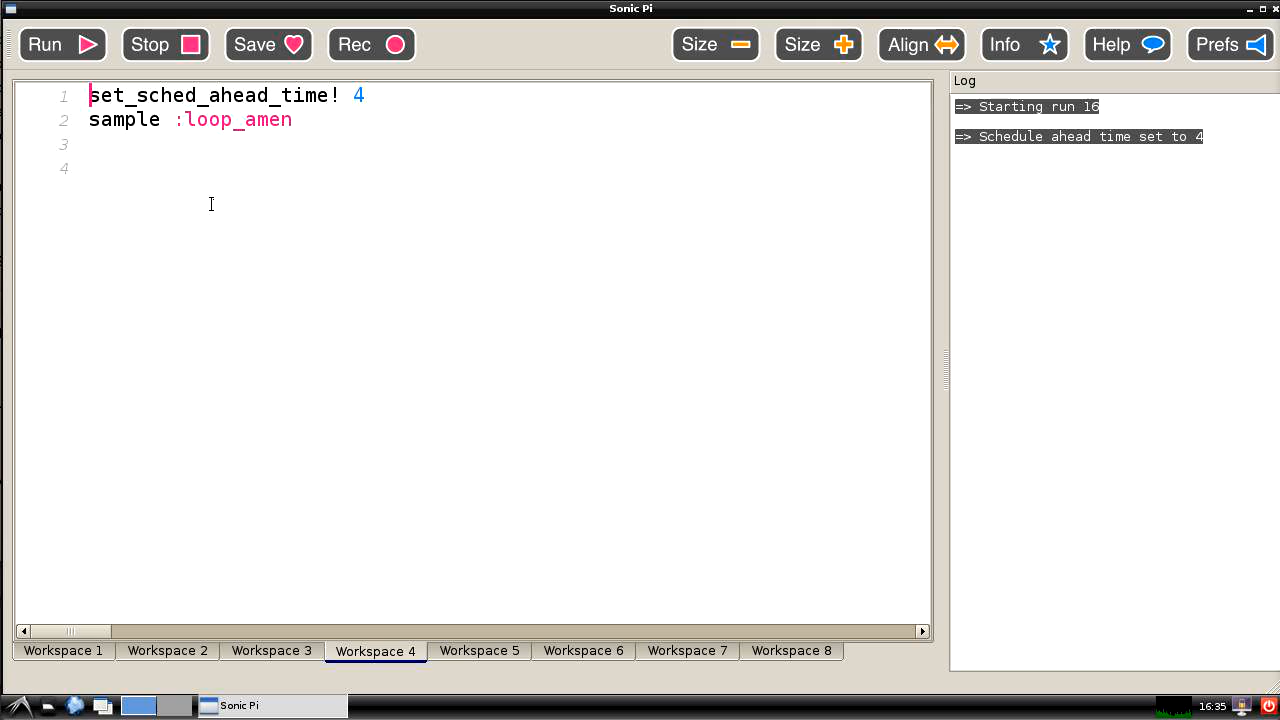 Sonic Pi
Run Stop Save Rec Size Size Align Info Help Prefs
Log
1 set_sched_ahead_time! 4
2 sample :loop_amen
3
4
=> Starting run 16
=> Schedule ahead time set to 4
Workspace 1 Workspace 2 Workspace 3 Workspace 4 Workspace 5 Workspace 6 Workspace 7 Workspace 8
Sonic Pi 16:35